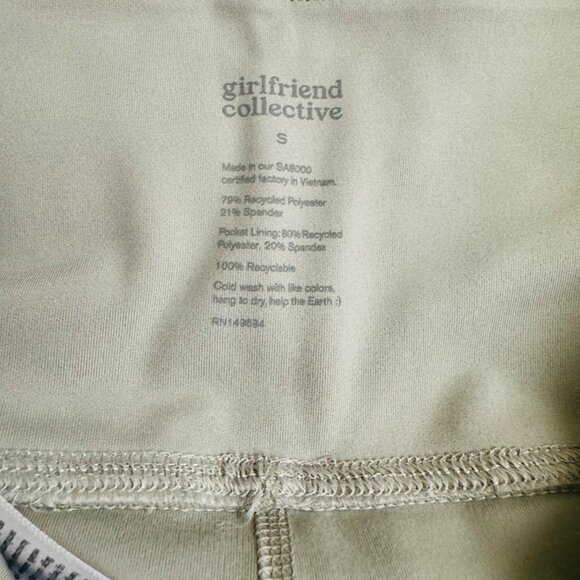 girlfriend
collective
S
Made in our SA8000
certified factory in Vietnam.
79% Recycled Polyester
21% Spandex
Pocket Lining: 80% Recycled
Polyester, 20% Spandex
100% Recyclable
Cold wash with like colors,
hang to dry, help the Earth :)
RN149694